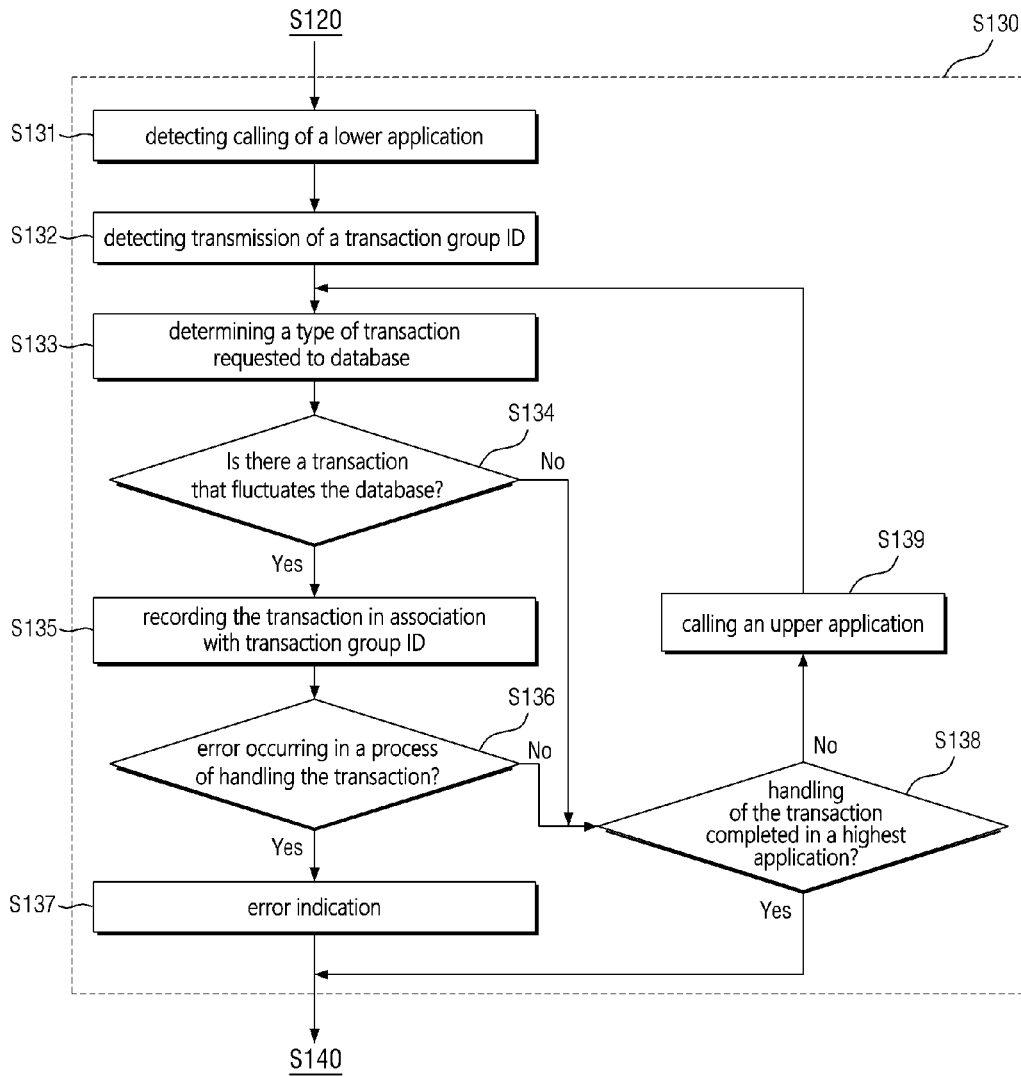 S120
S130
S131
detecting calling of a lower application
S132
detecting transmission of a transaction group ID
S133
determining a type of transaction
requested to database
S134
Is there a transaction
that fluctuates the database?
No
Yes
S139
calling an upper application
S135
recording the transaction in association
with transaction group ID
S136
error occurring in a process
of handling the transaction?
No
Yes
No
S138
handling
of the transaction
completed in a highest
application?
Yes
S137
error indication
S140